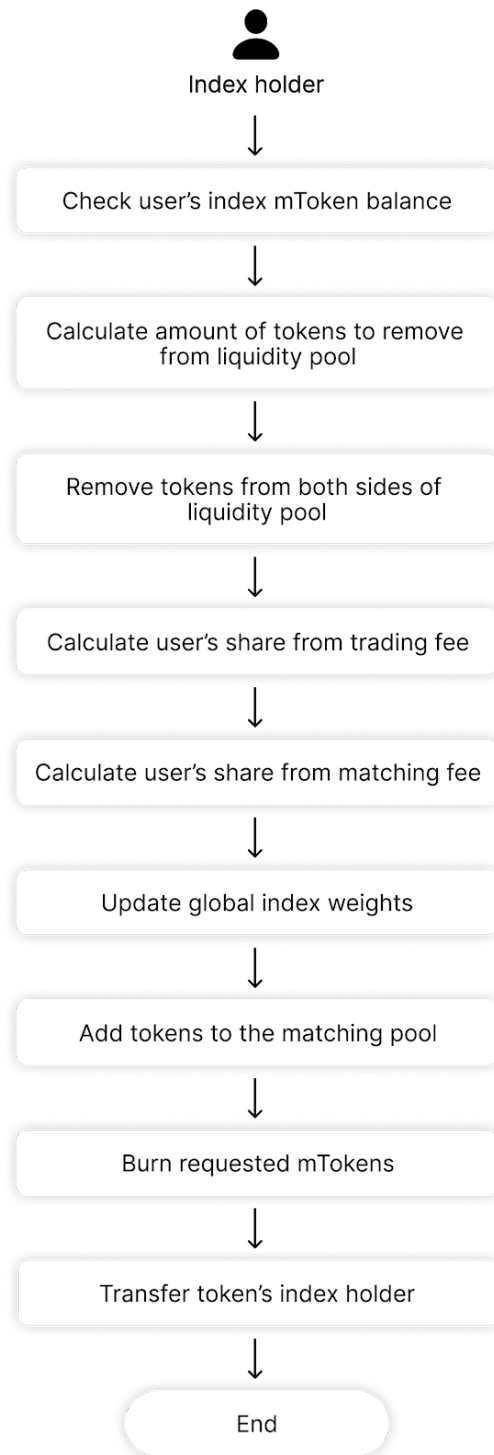 Index holder
Check user's index mToken balance
Calculate amount of tokens to remove
from liquidity pool
Remove tokens from both sides of
liquidity pool
Calculate user's share from trading fee
Calculate user's share from matching fee
Update global index weights
Add tokens to the matching pool
Burn requested mTokens
Transfer token's index holder
End